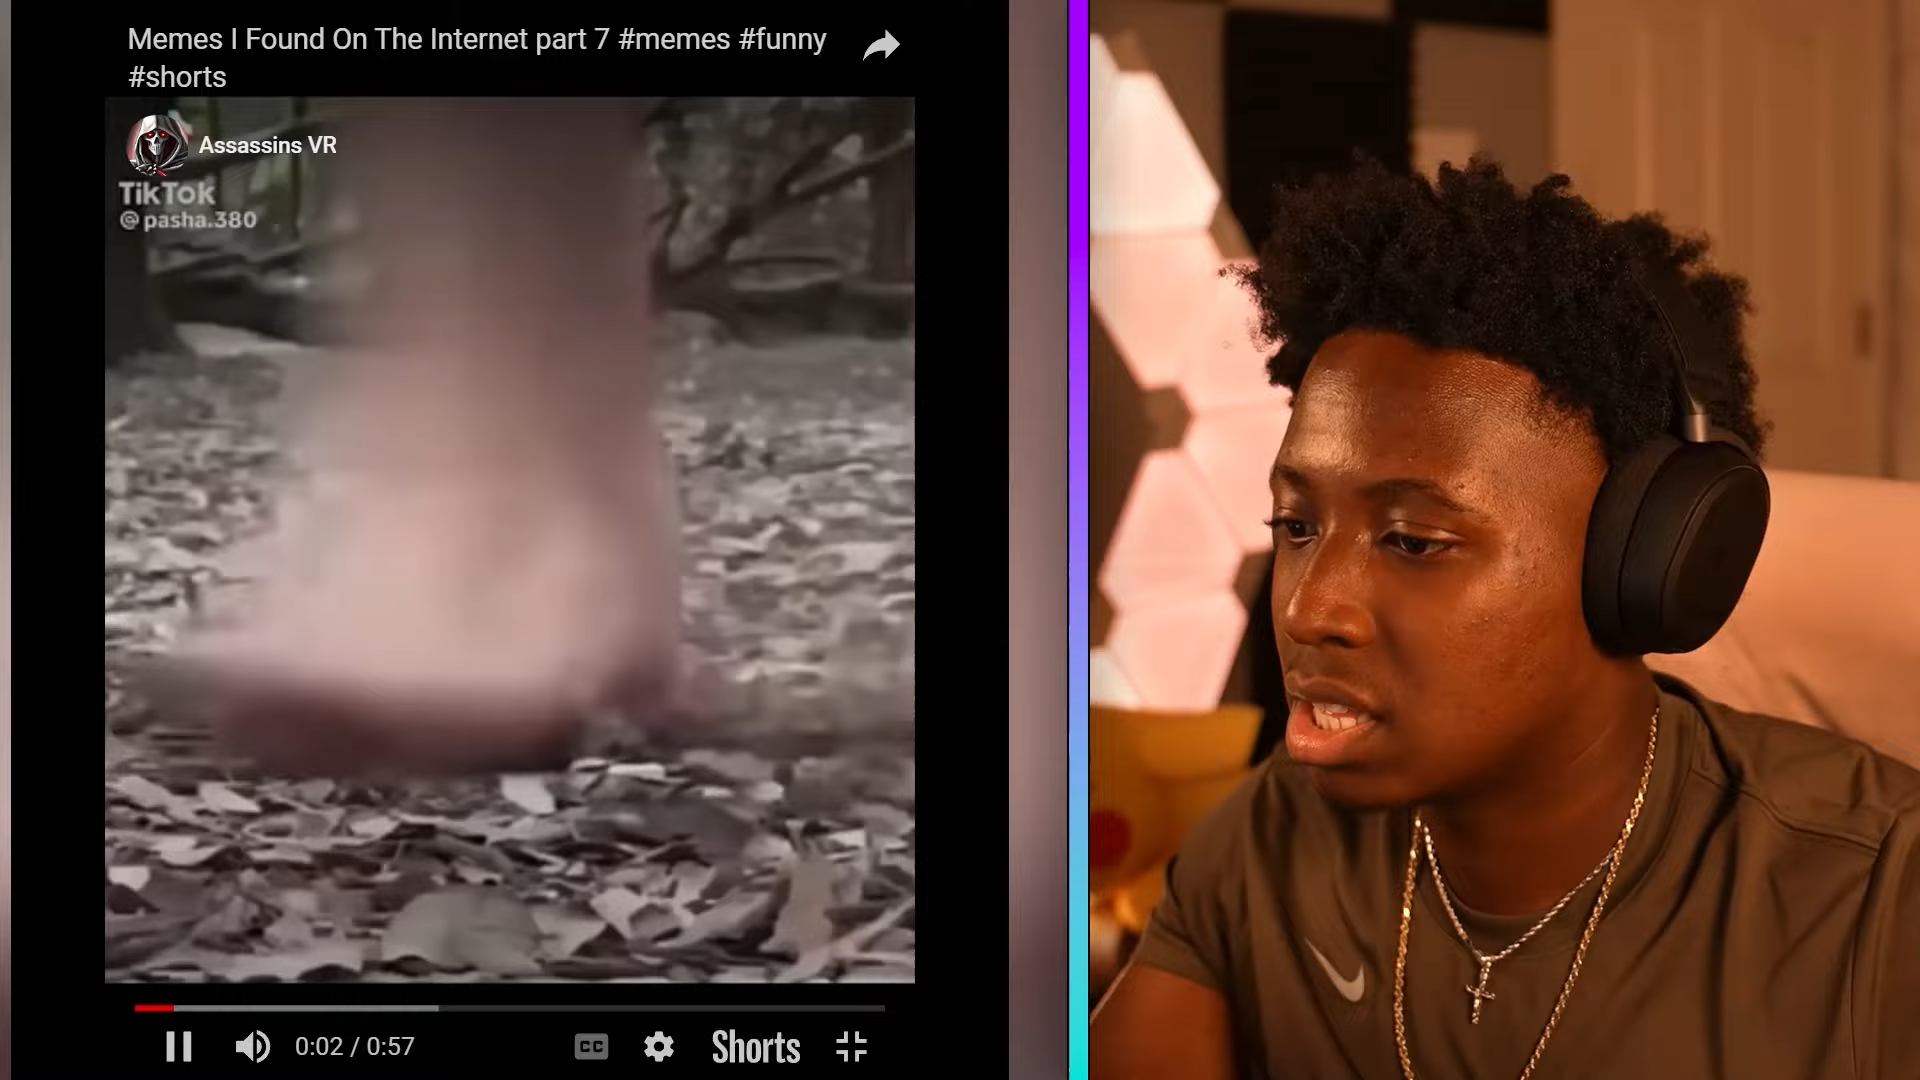 Memes I Found On The Internet part 7 #memes #funny
#shorts
Assassins VR
TikTok
@pasha.380
0:02 / 0:57
CC
Shorts